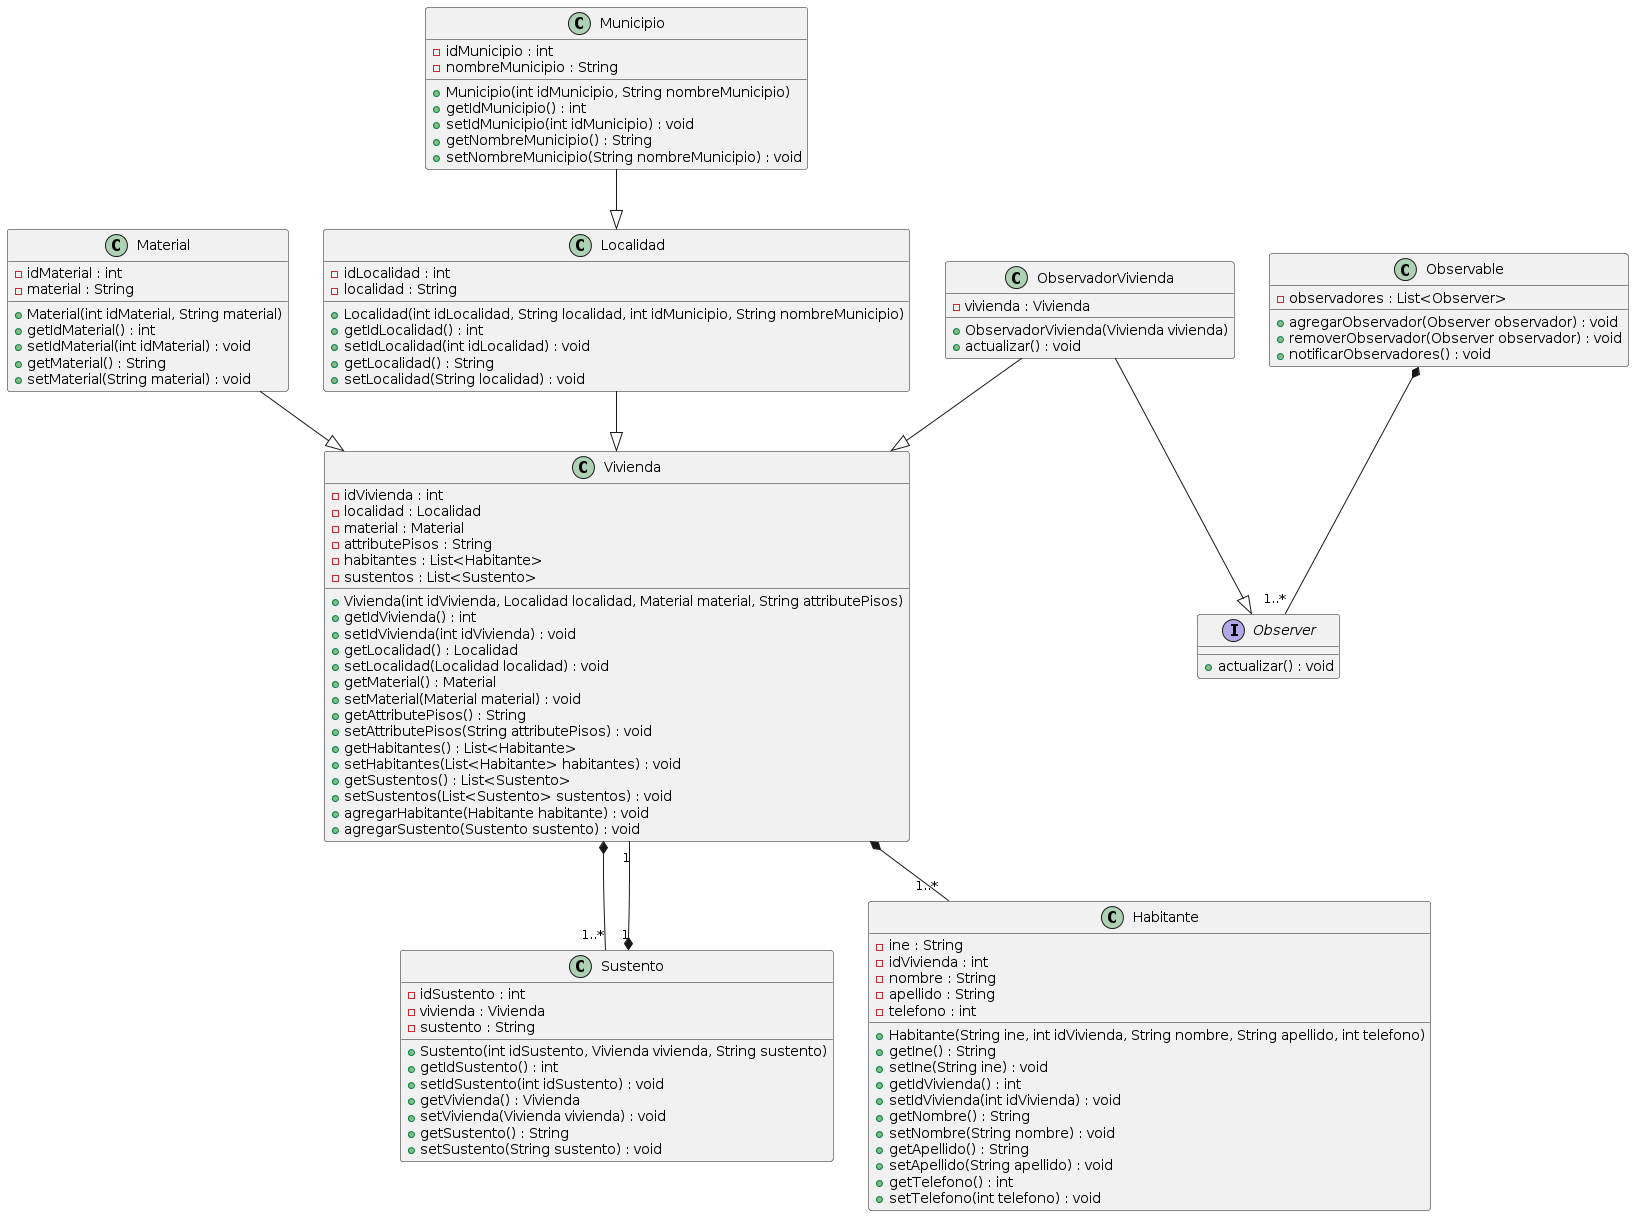 C Municipio
idMunicipio : int
nombreMunicipio : String
Municipio(int idMunicipio, String nombreMunicipio)
getIdMunicipio() : int
setIdMunicipio(int idMunicipio) : void
getNombreMunicipio() : String
setNombreMunicipio(String nombreMunicipio) : void
C Material
idMaterial : int
material : String
Material(int idMaterial, String material)
getIdMaterial() : int
setIdMaterial(int idMaterial) : void
getMaterial() : String
setMaterial(String material) : void
C Localidad
idLocalidad : int
localidad : String
Localidad(int idLocalidad, String localidad, int idMunicipio, String nombreMunicipio)
getIdLocalidad() : int
setIdLocalidad(int idLocalidad) : void
getLocalidad() : String
setLocalidad(String localidad) : void
C ObservadorVivienda
vivienda : Vivienda
ObservadorVivienda(Vivienda vivienda)
actualizar() : void
C Observable
observadores : List<Observer>
agregarObservador(Observer observador) : void
removerObservador(Observer observador) : void
notificarObservadores() : void
C Vivienda
idVivienda : int
localidad : Localidad
material : Material
attributePisos : String
habitantes : List<Habitante>
sustentos : List<Sustento>
Vivienda(int idVivienda, Localidad localidad, Material material, String attributePisos)
getIdVivienda() : int
setIdVivienda(int idVivienda) : void
getLocalidad() : Localidad
setLocalidad(Localidad localidad) : void
getMaterial() : Material
setMaterial(Material material) : void
getAttributePisos() : String
setAttributePisos(String attributePisos) : void
getHabitantes() : List<Habitante>
setHabitantes(List<Habitante> habitantes) : void
getSustentos() : List<Sustento>
setSustentos(List<Sustento> sustentos) : void
agregarHabitante(Habitante habitante) : void
agregarSustento(Sustento sustento) : void
1..*
I Observer
actualizar() : void
1
1..*
1
1..*
C Sustento
idSustento : int
vivienda : Vivienda
sustento : String
Sustento(int idSustento, Vivienda vivienda, String sustento)
getIdSustento() : int
setIdSustento(int idSustento) : void
getVivienda() : Vivienda
setVivienda(Vivienda vivienda) : void
getSustento() : String
setSustento(String sustento) : void
C Habitante
ine : String
idVivienda : int
nombre : String
apellido : String
telefono : int
Habitante(String ine, int idVivienda, String nombre, String apellido, int telefono)
getIne() : String
setIne(String ine) : void
getIdVivienda() : int
setIdVivienda(int idVivienda) : void
getNombre() : String
setNombre(String nombre) : void
getApellido() : String
setApellido(String apellido) : void
getTelefono() : int
setTelefono(int telefono) : void